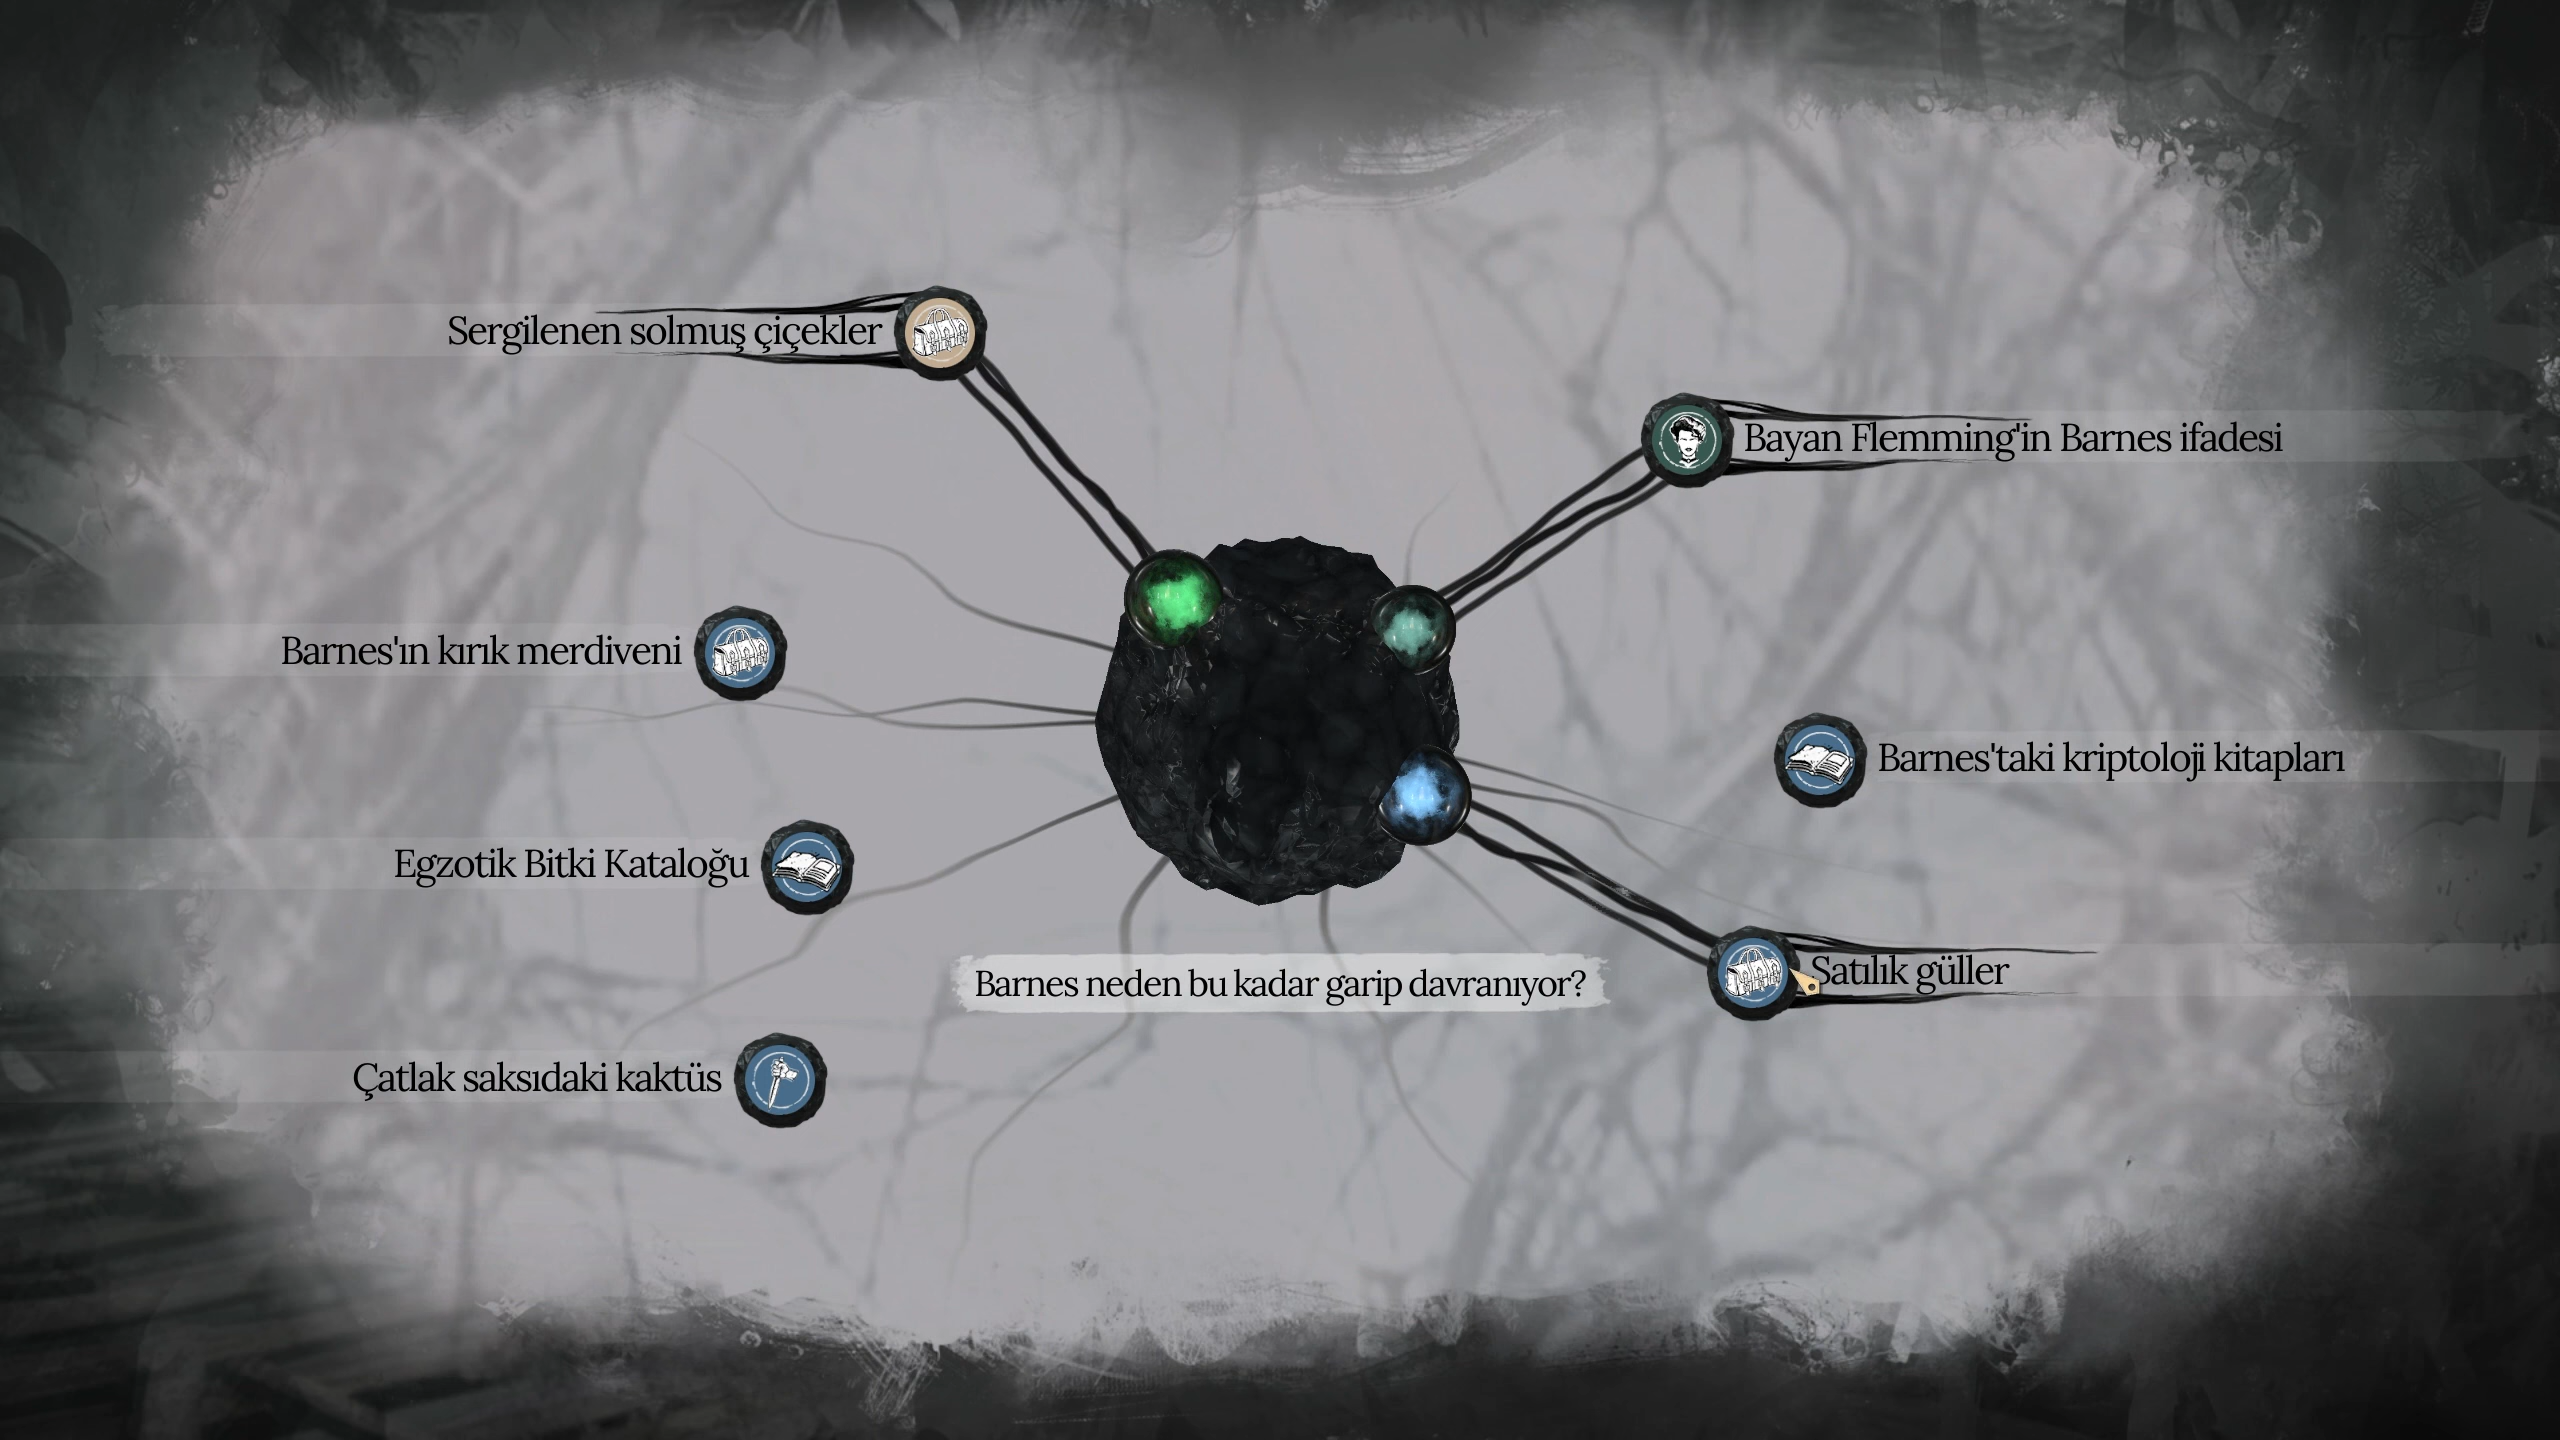 Sergilenen solmuş çiçekler
Bayan Flemming'in Barnes ifadesi
Barnes'ın kırık merdiveni
Barnes'taki kriptoloji kitapları
Egzotik Bitki Kataloğu
Satılık güller
Barnes neden bu kadar garip davranıyor?
Çatlak saksıdaki kaktüs